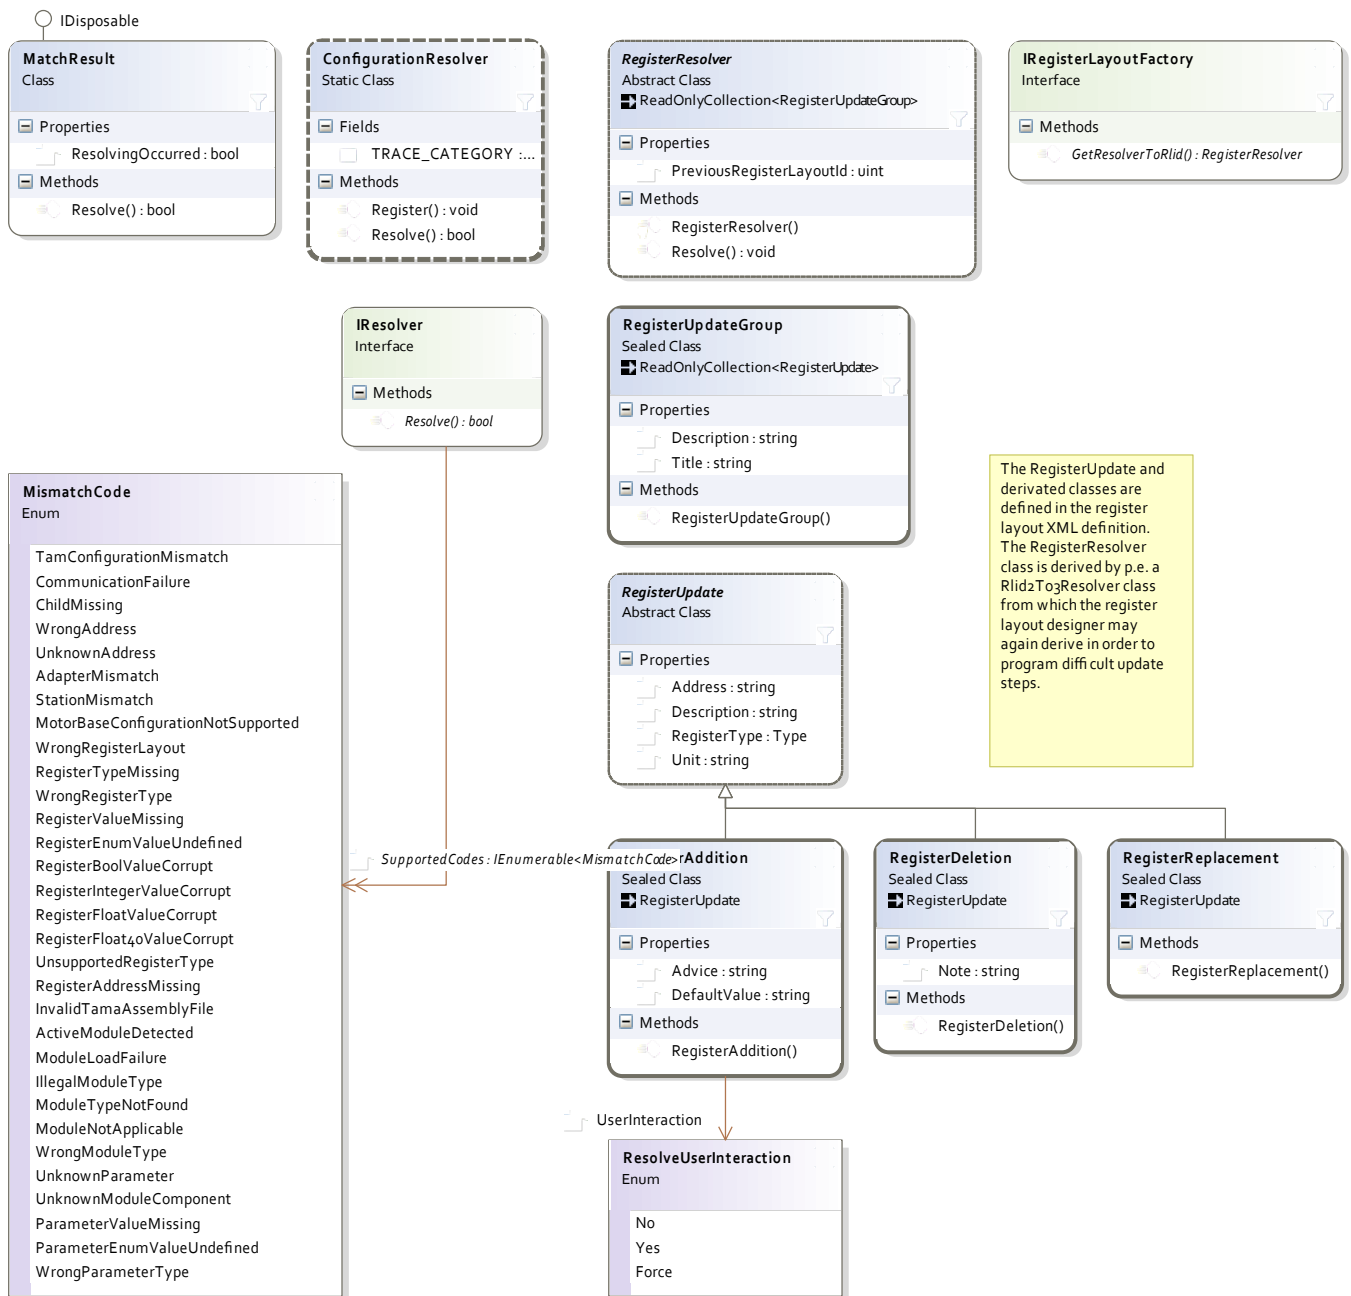 IDisposable
MatchResult
Class
Properties
ResolvingOccurred : bool
Methods
Resolve() : bool
ConfigurationResolver
Static Class
Fields
TRACE_CATEGORY :...
Methods
Register() : void
Resolve() : bool
RegisterResolver
Abstract Class
ReadOnlyCollection<RegisterUpdateGroup>
Properties
PreviousRegisterLayoutId : uint
Methods
RegisterResolver()
Resolve() : void
IRegisterLayoutFactory
Interface
Methods
GetResolverToRlid() : RegisterResolver
IResolver
Interface
Methods
Resolve() : bool
RegisterUpdateGroup
Sealed Class
ReadOnlyCollection<RegisterUpdate>
Properties
Description : string
Title : string
Methods
RegisterUpdateGroup()
The RegisterUpdate and
derivated classes are
defined in the register
layout XML definition.
The RegisterResolver
class is derived by p.e. a
Rlid2To3Resolver class
from which the register
layout designer may
again derive in order to
program difficult update
steps.
MismatchCode
Enum
TamConfigurationMismatch
CommunicationFailure
ChildMissing
WrongAddress
UnknownAddress
AdapterMismatch
StationMismatch
MotorBaseConfigurationNotSupported
WrongRegisterLayout
RegisterTypeMissing
WrongRegisterType
RegisterValueMissing
RegisterEnumValueUndefined
RegisterBoolValueCorrupt
RegisterIntegerValueCorrupt
RegisterFloatValueCorrupt
RegisterFloat40ValueCorrupt
UnsupportedRegisterType
RegisterAddressMissing
InvalidTamaAssemblyFile
ActiveModuleDetected
ModuleLoadFailure
IllegalModuleType
ModuleTypeNotFound
ModuleNotApplicable
WrongModuleType
UnknownParameter
UnknownModuleComponent
ParameterValueMissing
ParameterEnumValueUndefined
WrongParameterType
RegisterUpdate
Abstract Class
Properties
Address : string
Description : string
RegisterType : Type
Unit : string
SupportedCodes : IEnumerable<MismatchCode>
rAddition
Sealed Class
RegisterUpdate
Properties
Advice : string
DefaultValue : string
Methods
RegisterAddition()
RegisterDeletion
Sealed Class
RegisterUpdate
Properties
Note : string
Methods
RegisterDeletion()
RegisterReplacement
Sealed Class
RegisterUpdate
Methods
RegisterReplacement()
UserInteraction
ResolveUserInteraction
Enum
No
Yes
Force